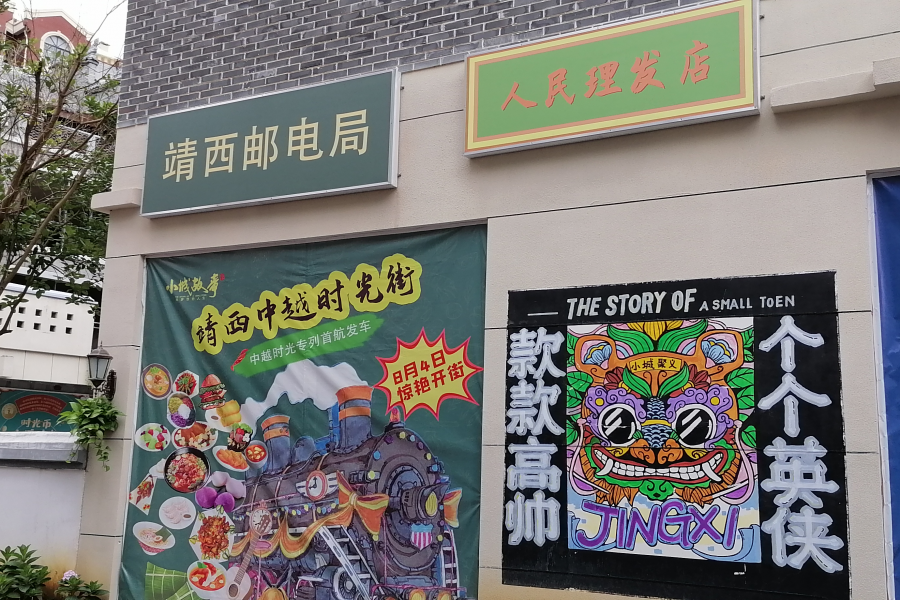 靖西邮电局
人民理发店
小城故事
靖西中越时光街
中越时光专列首航发车
8月4日
惊艳开街
THE STORY OF A SMALL TOEN
款款高帅
小城聚义
个个英侠
JINGXI
时光币